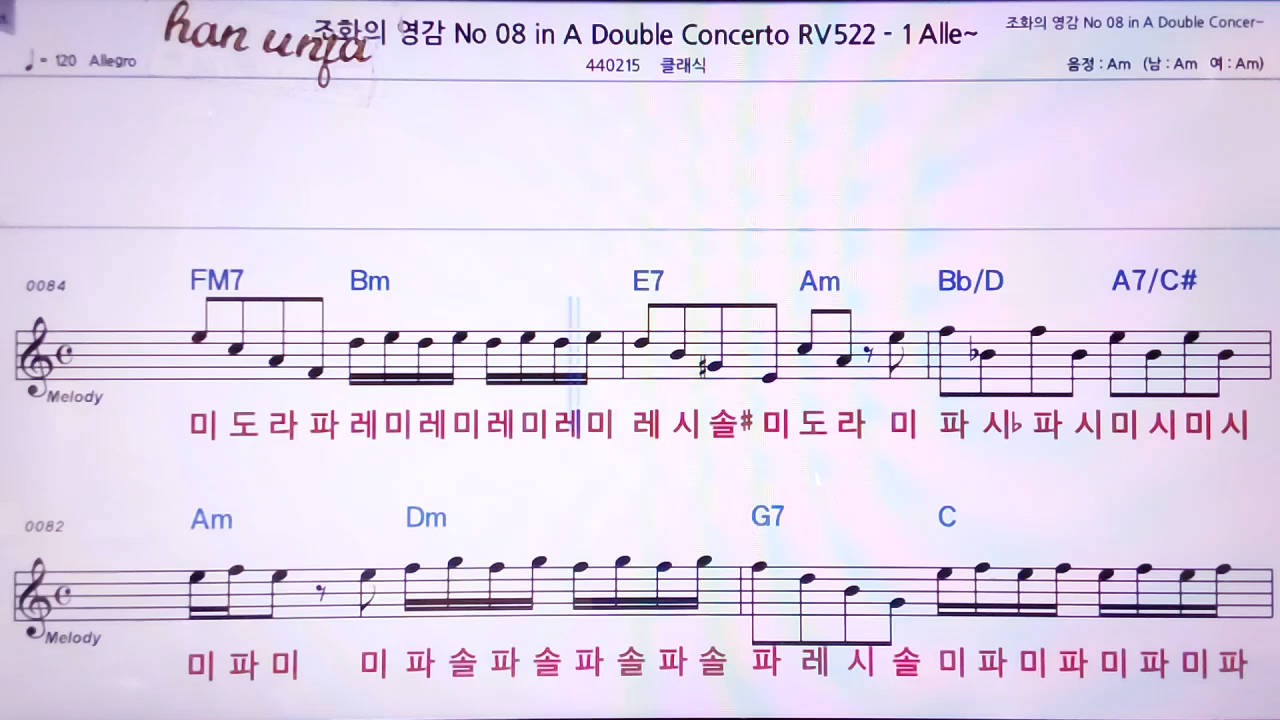 han unja
조화의 영감 No 08 in A Double Concerto RV522 - 1 Alle~
조화의 영감 No 08 in A Double Concer~
♩= 120 Allegro
440215 클래식
음정 : Am (남 : Am 여 : Am)
0084
FM7 Bm E7 Am Bb/D A7/C#
Melody
미 도 라 파 레 미 레 미 레 미 레 미 레 시 솔# 미 도 라 미 파 시♭ 파 시 미 시 미 시
0082
Am Dm G7 C
Melody
미 파 미 미 파 솔 파 솔 파 솔 파 솔 파 레 시 솔 미 파 미 파 미 파 미 파